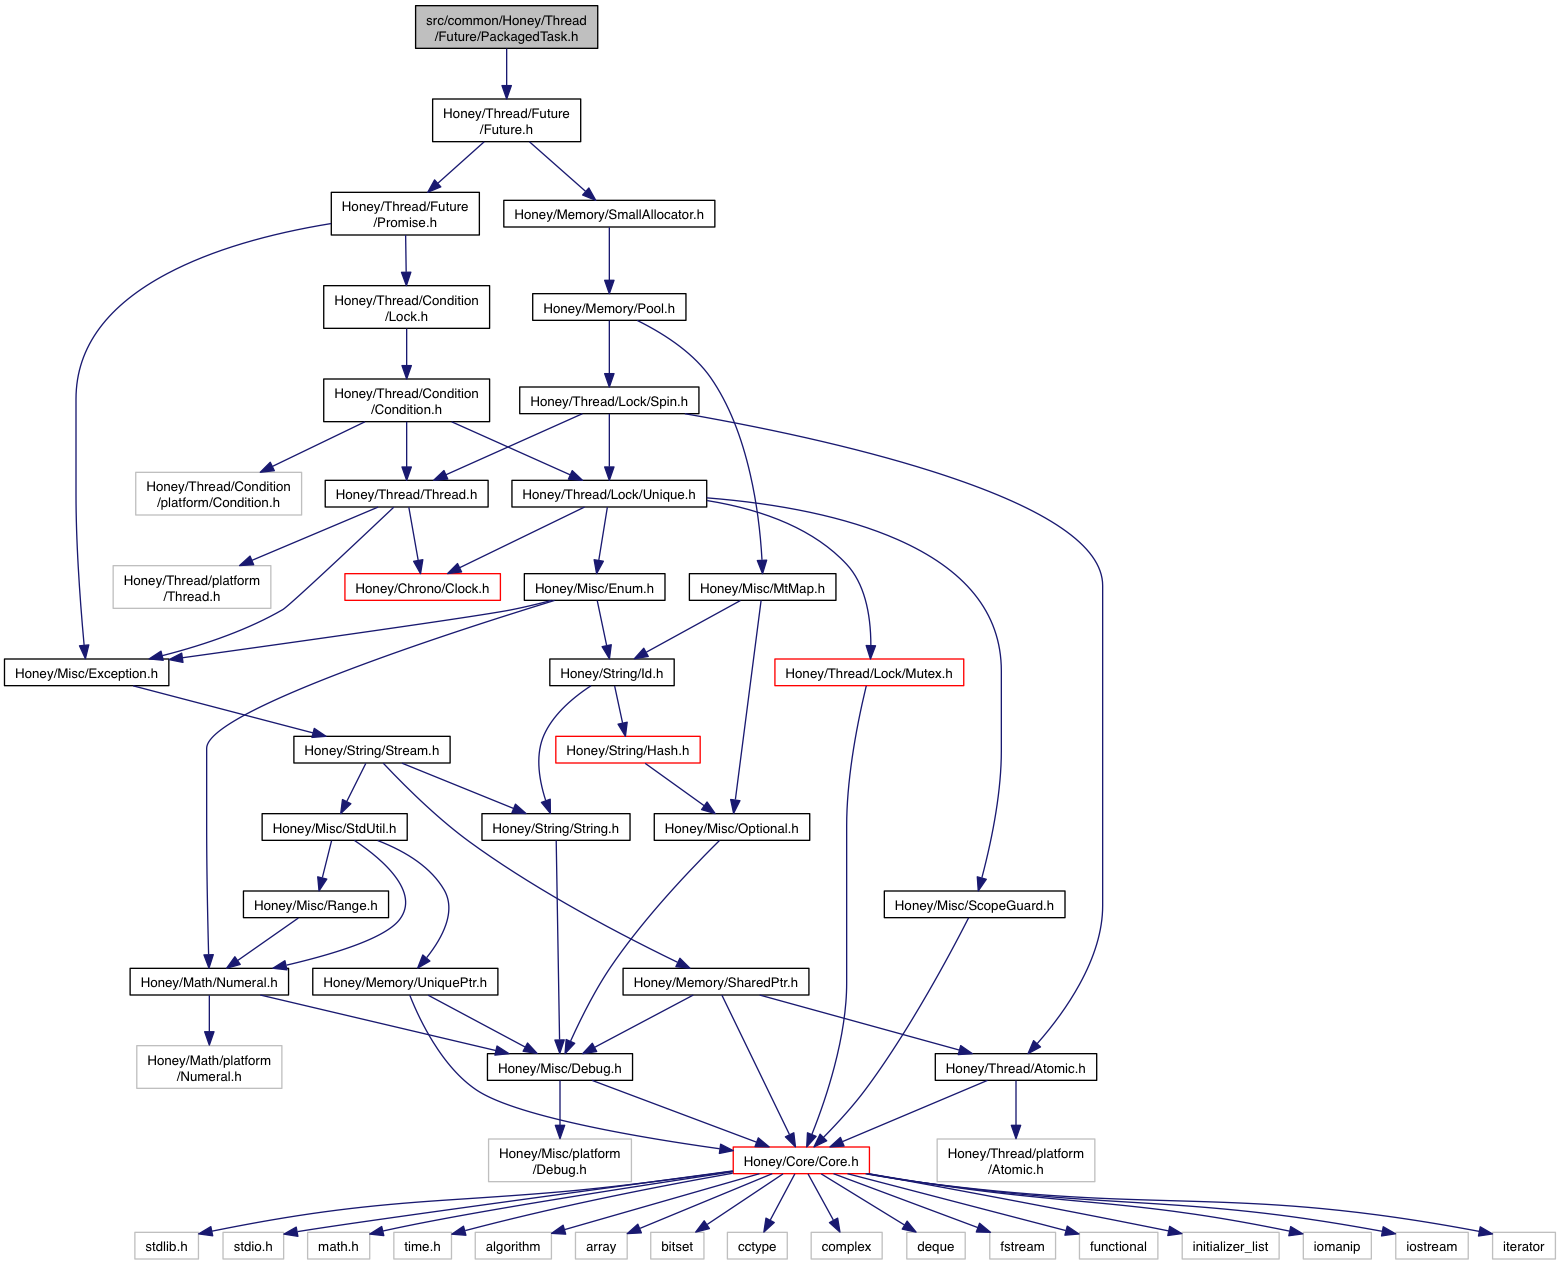 src/common/Honey/Thread
/Future/PackagedTask.h
Honey/Thread/Future
/Future.h
Honey/Thread/Future
/Promise.h
Honey/Memory/SmallAllocator.h
Honey/Thread/Condition
/Lock.h
Honey/Memory/Pool.h
Honey/Thread/Condition
/Condition.h
Honey/Thread/Lock/Spin.h
Honey/Thread/Condition
/platform/Condition.h
Honey/Thread/Thread.h
Honey/Thread/Lock/Unique.h
Honey/Thread/platform
/Thread.h
Honey/Chrono/Clock.h
Honey/Misc/Enum.h
Honey/Misc/MtMap.h
Honey/Misc/Exception.h
Honey/String/Id.h
Honey/Thread/Lock/Mutex.h
Honey/String/Stream.h
Honey/String/Hash.h
Honey/Misc/StdUtil.h
Honey/String/String.h
Honey/Misc/Optional.h
Honey/Misc/Range.h
Honey/Misc/ScopeGuard.h
Honey/Math/Numeral.h
Honey/Memory/UniquePtr.h
Honey/Memory/SharedPtr.h
Honey/Math/platform
/Numeral.h
Honey/Misc/Debug.h
Honey/Thread/Atomic.h
Honey/Misc/platform
/Debug.h
Honey/Core/Core.h
Honey/Thread/platform
/Atomic.h
stdlib.h
stdio.h
math.h
time.h
algorithm
array
bitset
cctype
complex
deque
fstream
functional
initializer_list
iomanip
iostream
iterator